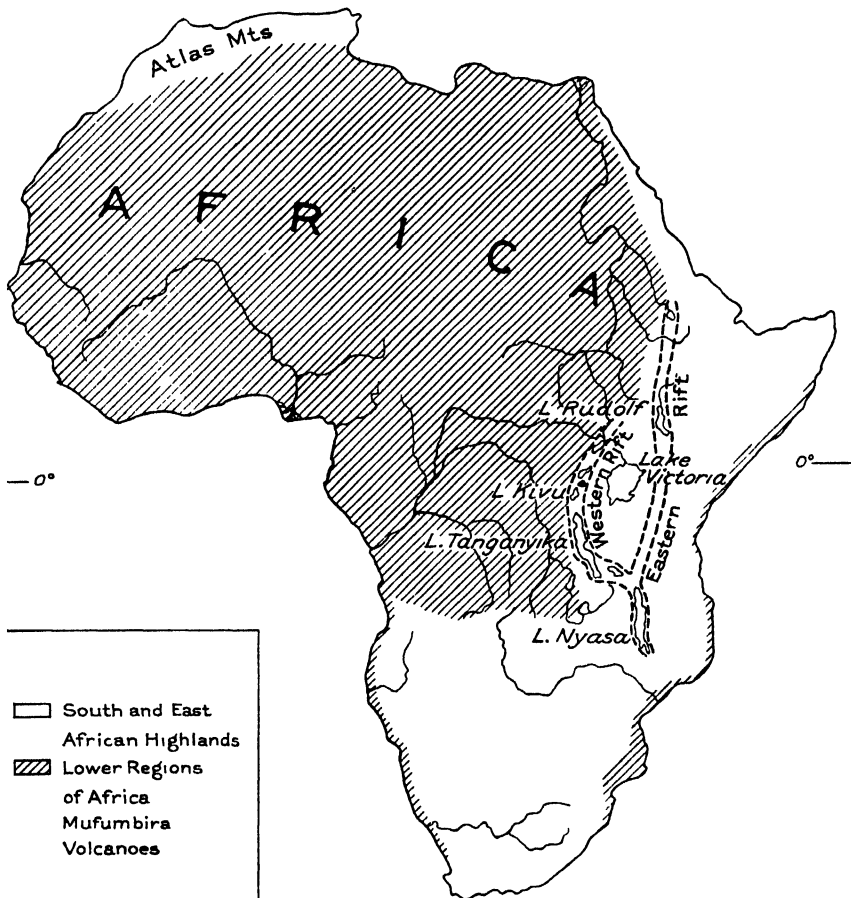 Atlas Mts
A F R I C A
L. Rudolf
Rift
Western Rift
Lake
Victoria
0°
0°
L. Kivu
L. Tanganyika
Eastern
L. Nyasa
South and East
African Highlands
Lower Regions
of Africa
Mufumbira
Volcanoes